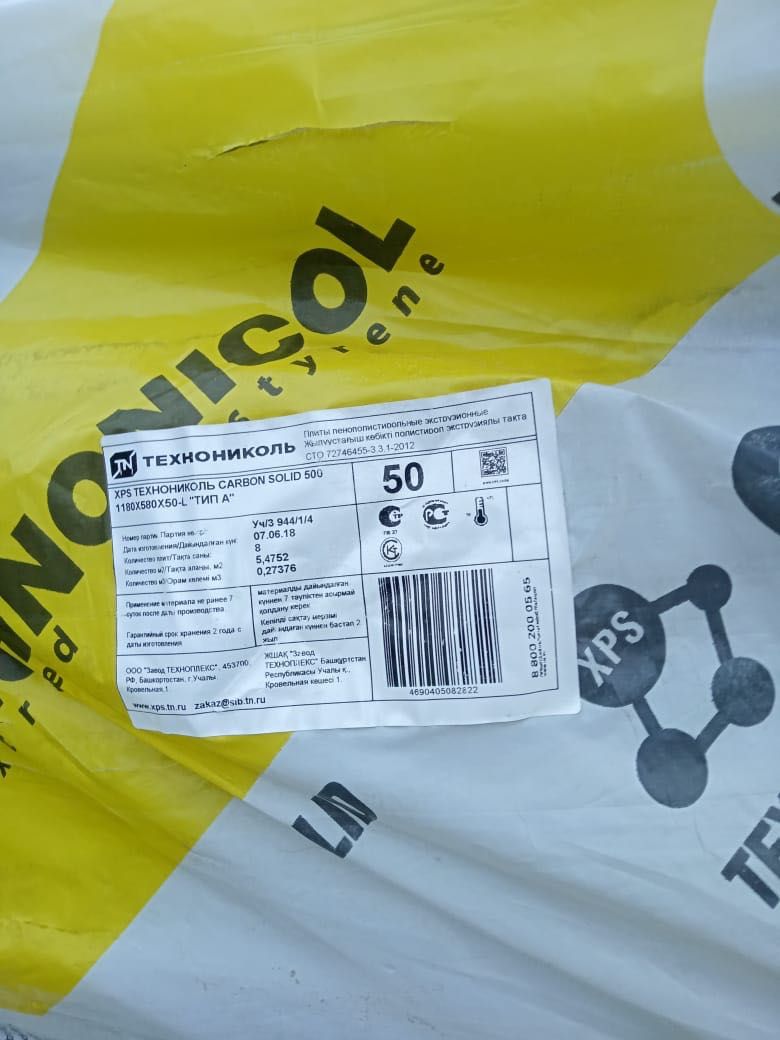 NONICOL
styrene
ТЕХНОНИКОЛЬ
Плиты пенополистирольные экструзионные
Жылуустағыш көбікті полистирол экструзиялы тақта
СТО 72746455-3.3.1-2012
XPS ТЕХНОНИКОЛЬ CARBON SOLID 500
1180X580X50-L "ТИП А"
50
Номер партии Партия
Уч/3 944/1/4
Дата изготовления/Дайындалған күні
07.06.18
Количество плит/Тақта саны:
8
Количество м2/Тақта аланы, м2
5,4752
Количество м3/Орам көлемі м3
0,27376
Применение материала не ранее 7
суток после даты производства
Гарантийный срок хранения 2 года с
даты изготовления
материалды дайындалған
күннен 7 тәуліктен асырмай
қолдану керек
Кепілді сақтау мерзімі
дайындалған күннен бастап 2
жыл
ООО "Завод ТЕХНОПЛЕКС", 453700,
РФ, Башкортостан, г.Учалы,
Кровельная,1.
ЖШАҚ "Завод
ТЕХНОПЛЕКС" Башқұртстан
Республикасы Учалы қ.,
Кровельная көшесі 1.
www.xps.tn.ru zakaz@sib.tn.ru
4690405082822
8 800 200 05 65
XPS